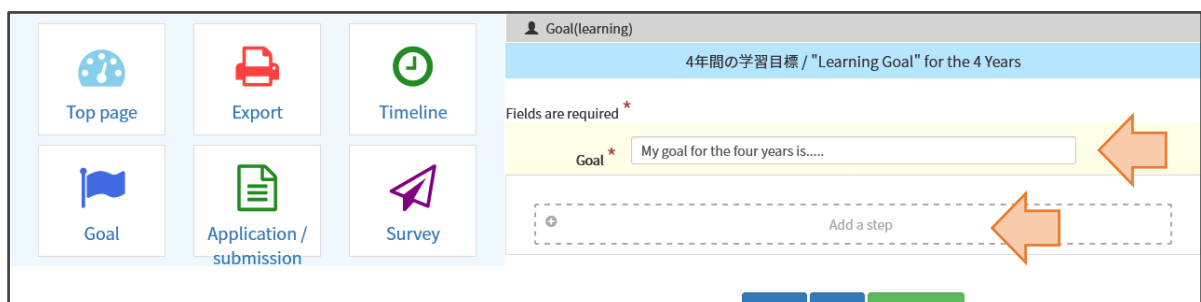 Top page
Export
Timeline
Goal
Application /
submission
Survey
Goal(learning)
4年間の学習目標 / "Learning Goal" for the 4 Years
Fields are required *
Goal * My goal for the four years is.....
Add a step